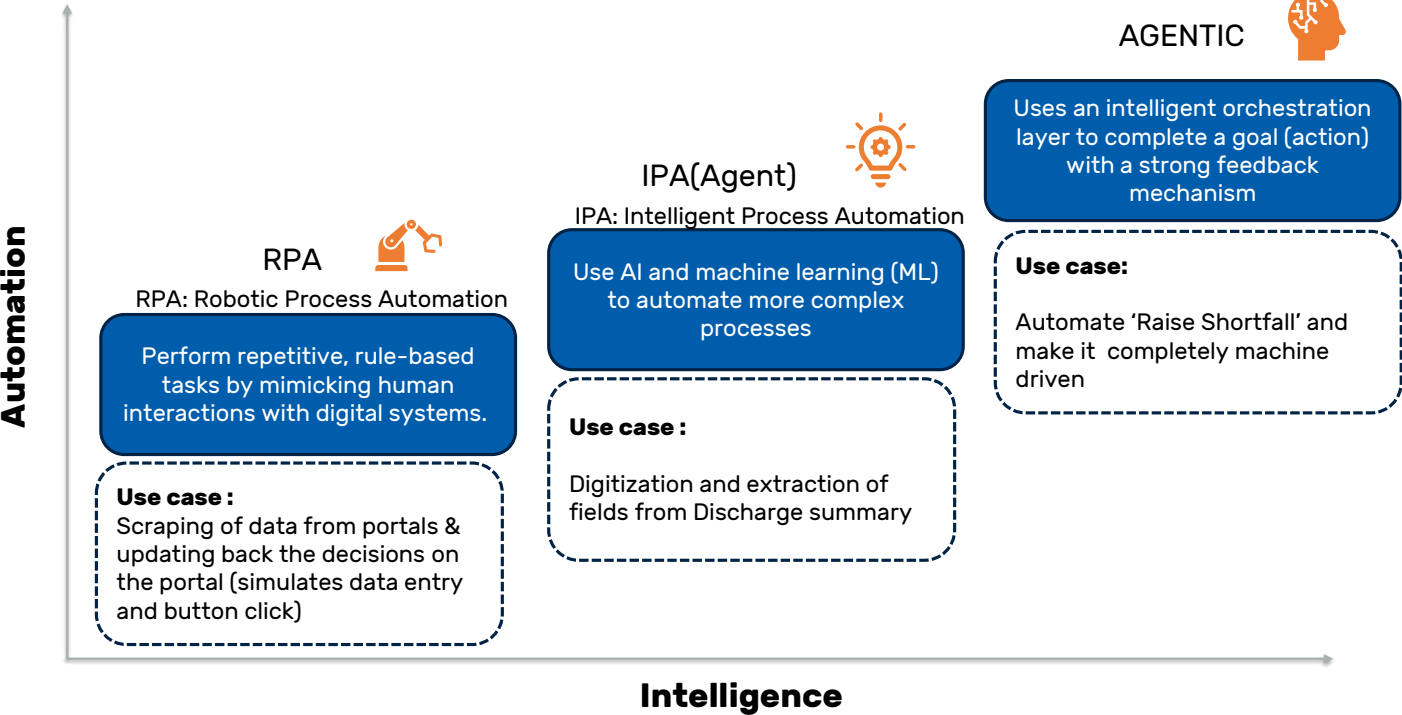 AGENTIC
Uses an intelligent orchestration
layer to complete a goal (action)
with a strong feedback
mechanism
Use case:
Automate ‘Raise Shortfall’ and
make it completely machine
driven
IPA(Agent)
IPA: Intelligent Process Automation
Use AI and machine learning (ML)
to automate more complex
processes
Use case :
Digitization and extraction of
fields from Discharge summary
RPA
RPA: Robotic Process Automation
Perform repetitive, rule-based
tasks by mimicking human
interactions with digital systems.
Use case :
Scraping of data from portals &
updating back the decisions on
the portal (simulates data entry
and button click)
Automation
Intelligence